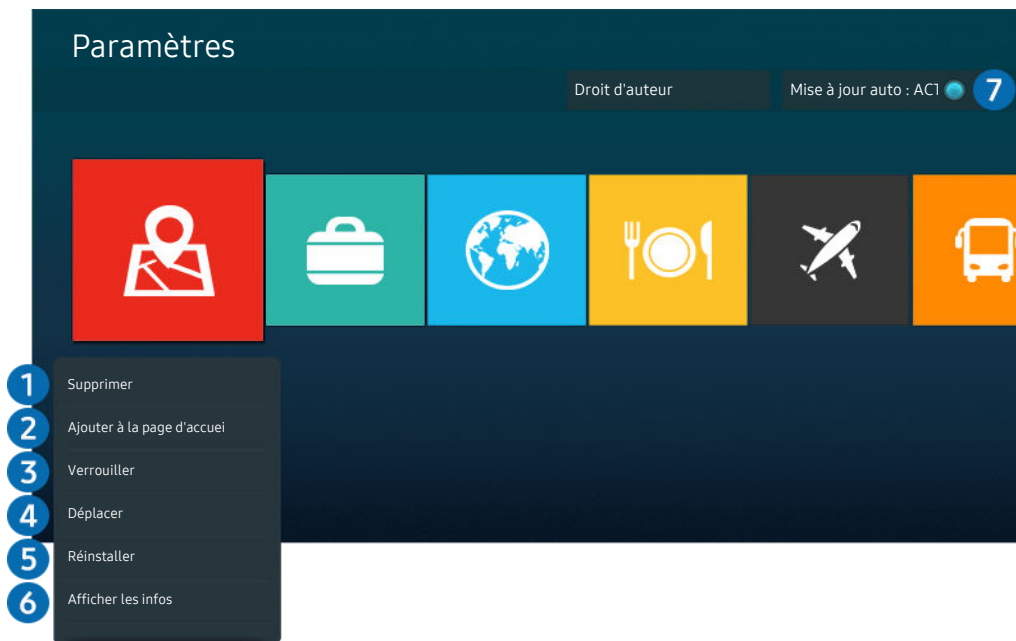 Paramètres
Droit d'auteur
Mise à jour auto : ACT
7
1
Supprimer
2
Ajouter à la page d'accuei
3
Verrouiller
4
Déplacer
5
Réinstaller
6
Afficher les infos